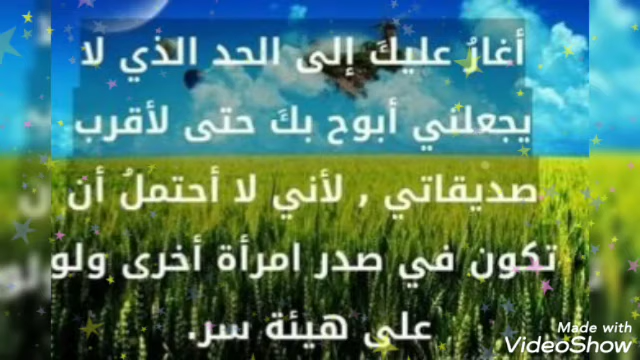 أغارُ عليكَ إلى الحد الذي لا
يجعلني أبوح بكَ حتى لأقرب
صديقاتي , لأني لا أحتملُ أن
تكون في صدر امرأة أخرى ولو
على هيئة سر.
Made with
VideoShow